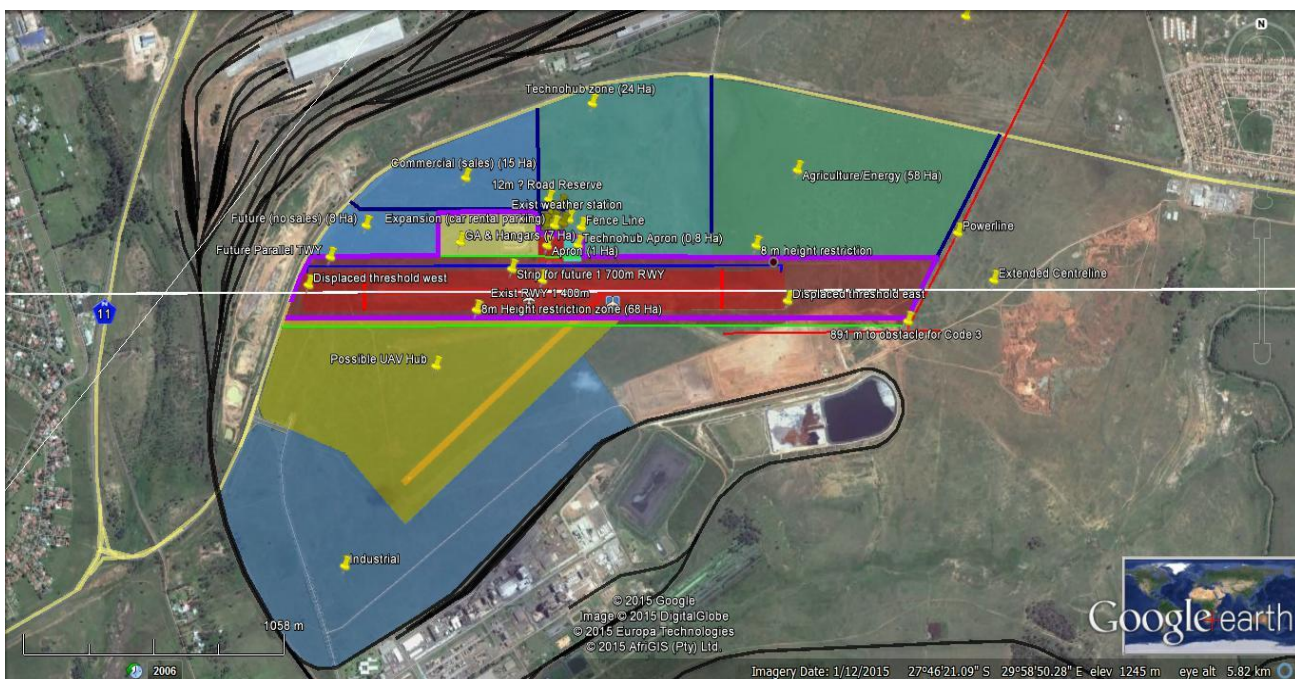 N
Technohub zone (24 Ha)
Commercial (sales) (15 Ha)
Agriculture/Energy (58 Ha)
12m ? Road Reserve
Exist weather station
Future (no sales) (8 Ha)
Expansion (car rental parking)
Fence Line
Powerline
GA & Hangars (7 Ha)
Technohub Apron (0,8 Ha)
Future Parallel TWY
Apron (1 Ha)
8 m height restriction
Displaced threshold west
Strip for future 1 700m RWY
Extended Centreline
Exist RWY 1 400m
Displaced threshold east
N
11
8m Height restriction zone (68 Ha)
891 m to obstacle for Code 3
Possible UAV Hub
Industrial
© 2015 Google
Image © 2015 DigitalGlobe
© 2015 Europa Technologies
© 2015 AfriGIS (Pty) Ltd.
Google earth
1058 m
2006
Imagery Date: 1/12/2015 27°46'21.09" S 29°58'50.28" E elev 1245 m eye alt 5.82 km